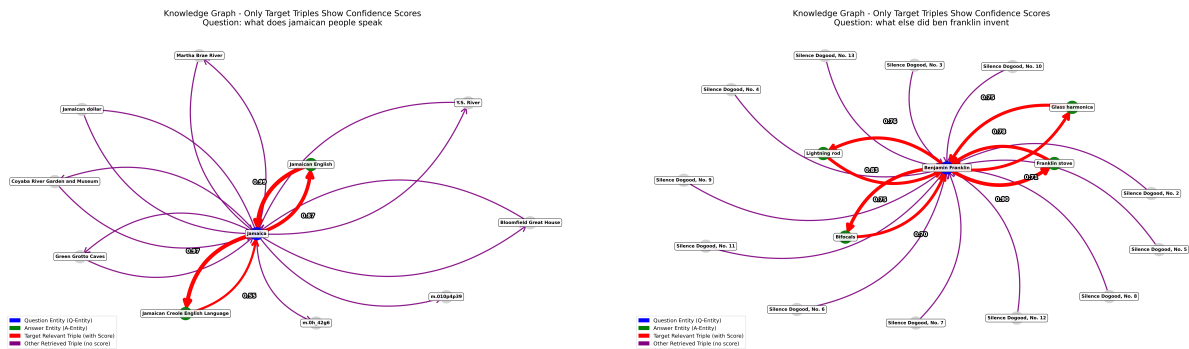 Knowledge Graph - Only Target Triples Show Confidence Scores
Question: what does jamaican people speak
Martha Brae River
Y.S. River
Jamaican dollar
Jamaican English
0.99
Coyaba River Garden and Museum
0.87
Bloomfield Great House
Jamaica
0.97
Green Grotto Caves
0.55
m.010p4p39
Jamaican Creole English Language
m.0h_42g6
Question Entity (Q-Entity)
Answer Entity (A-Entity)
Target Relevant Triple (with Score)
Other Retrieved Triple (no score)
Knowledge Graph - Only Target Triples Show Confidence Scores
Question: what else did ben franklin invent
Silence Dogood, No. 13
Silence Dogood, No. 3
Silence Dogood, No. 10
Silence Dogood, No. 4
0.75
Glass harmonica
0.76
0.78
Lightning rod
Franklin stove
0.83
Benjamin Franklin
0.71
Silence Dogood, No. 9
Silence Dogood, No. 2
0.75
0.90
0.70
Bifocals
Silence Dogood, No. 11
Silence Dogood, No. 5
Silence Dogood, No. 8
Silence Dogood, No. 6
Silence Dogood, No. 7
Silence Dogood, No. 12
Question Entity (Q-Entity)
Answer Entity (A-Entity)
Target Relevant Triple (with Score)
Other Retrieved Triple (no score)